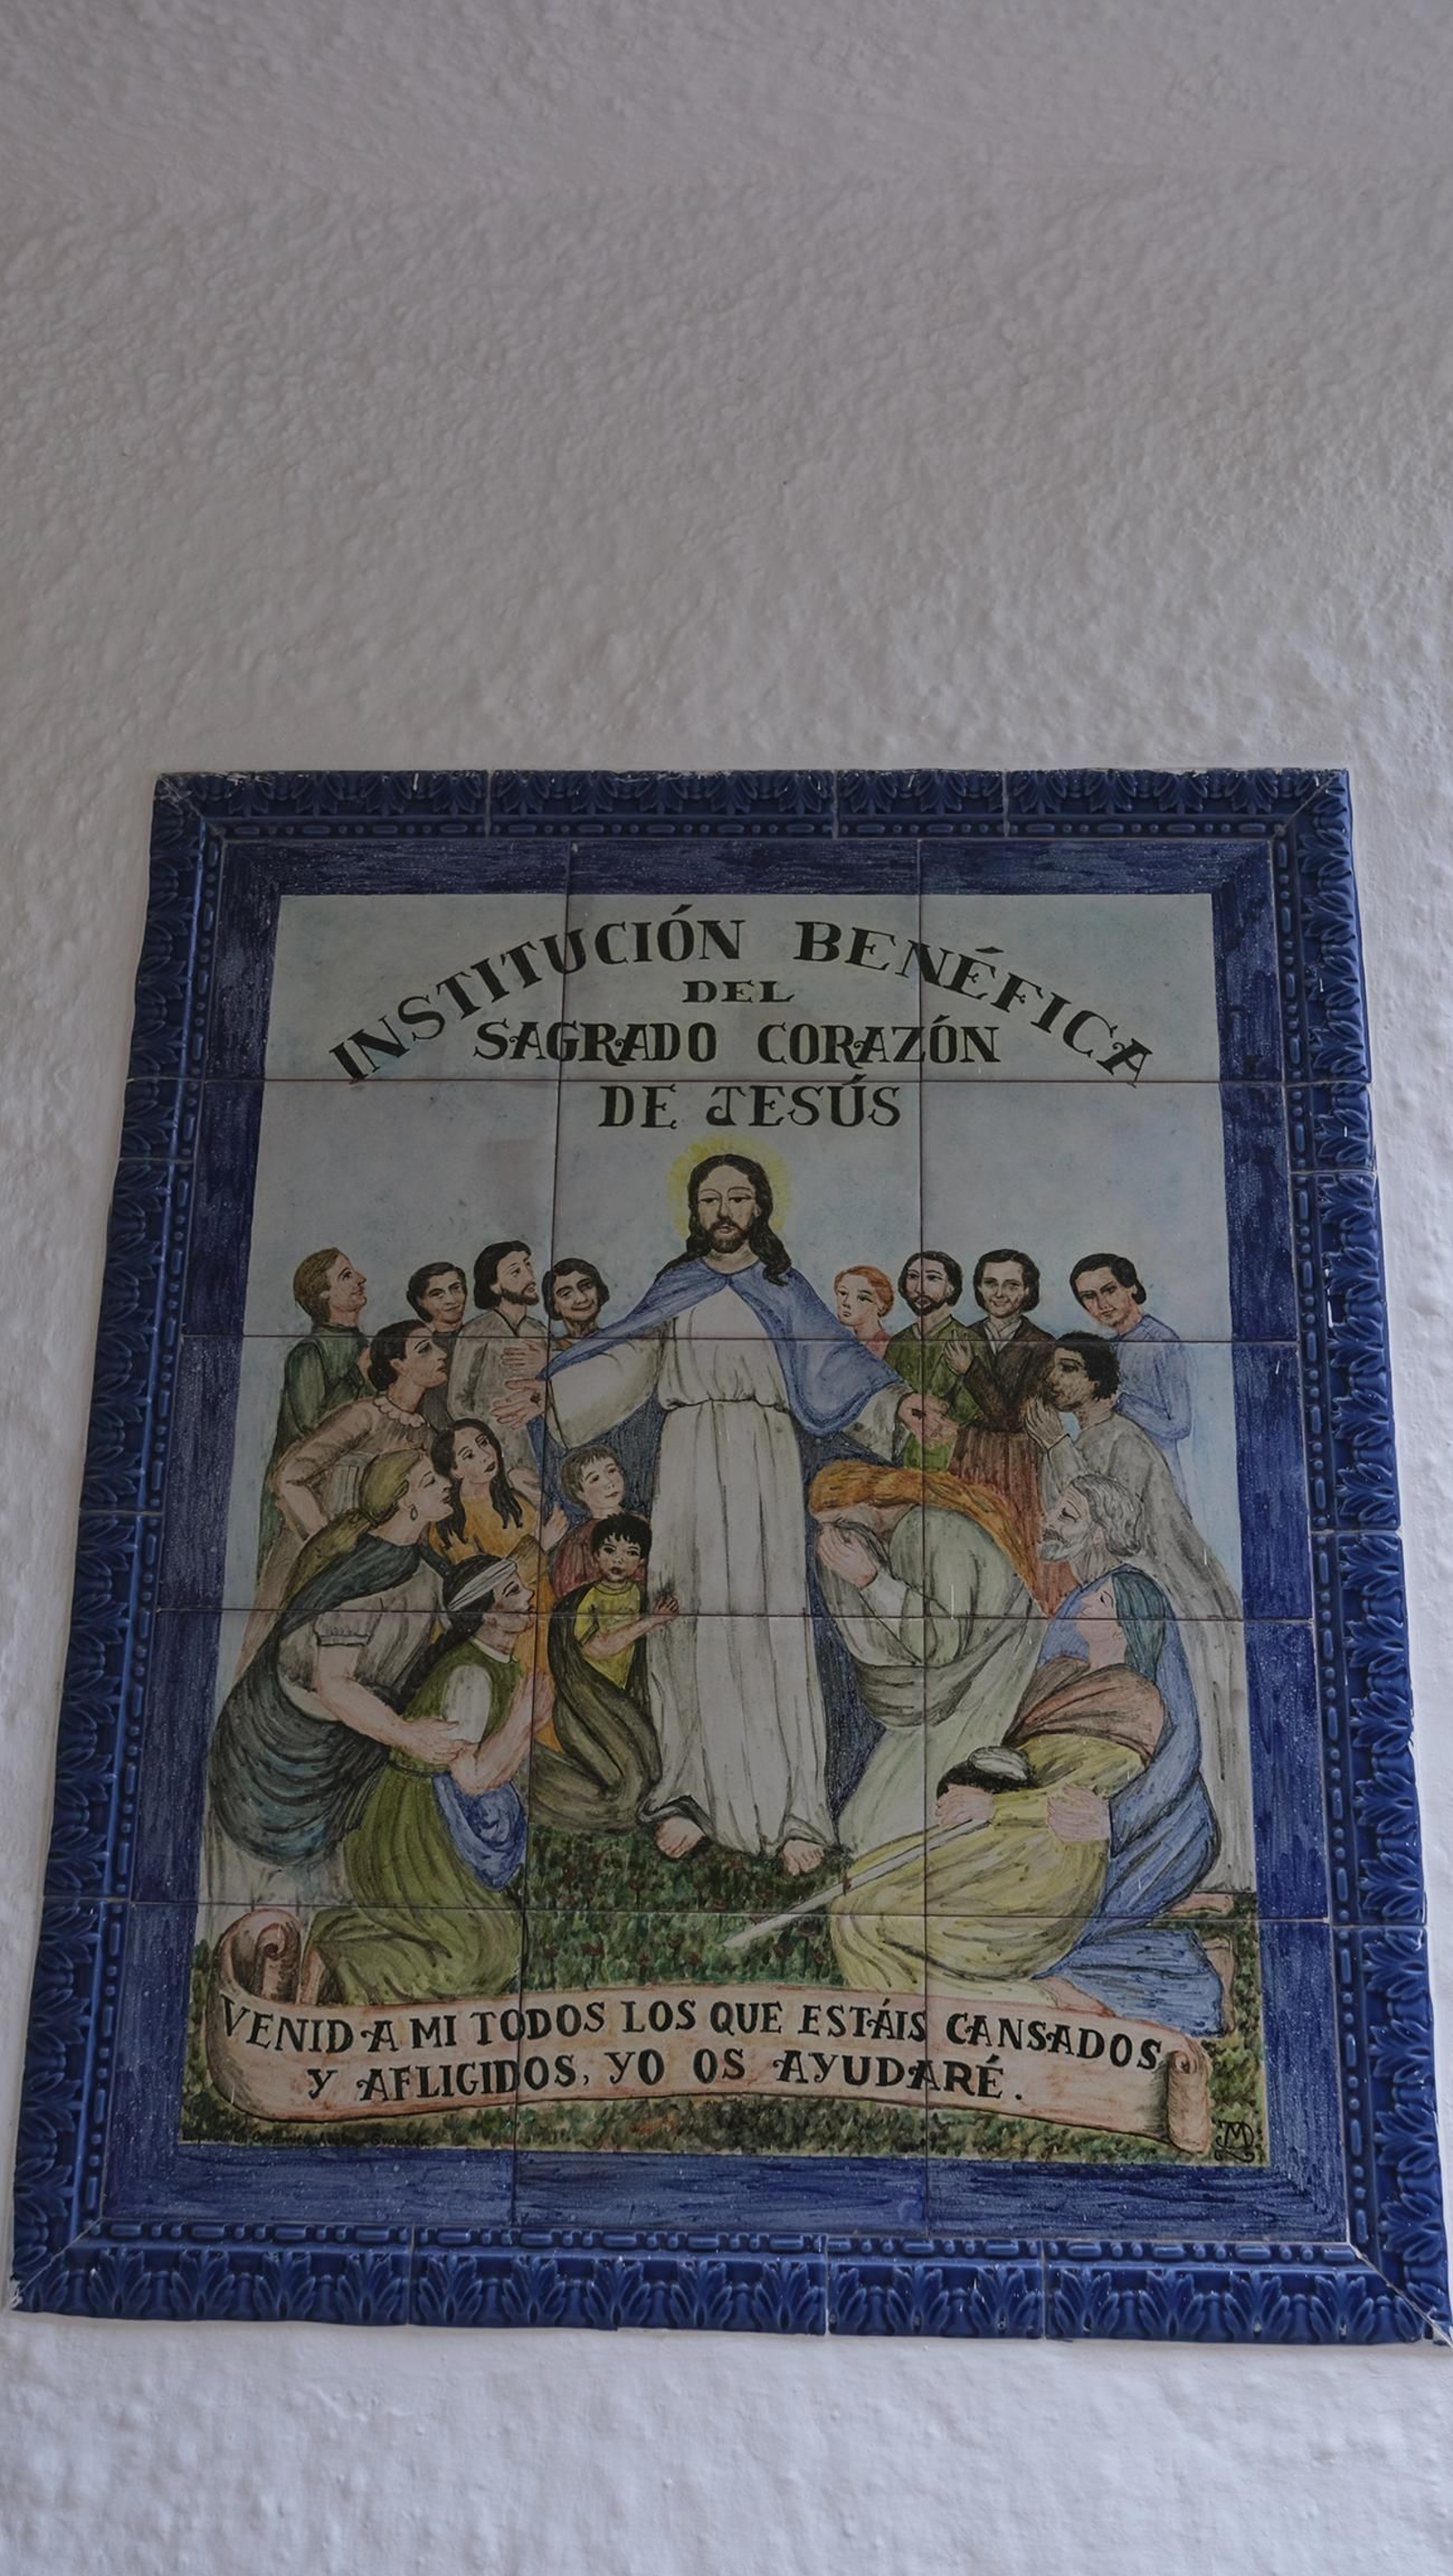 INSTITUCIÓN BENÉFICA
DEL
SAGRADO CORAZÓN
DE JESÚS
VENID A MI TODOS LOS QUE ESTÁIS CANSADOS
Y AFLIGIDOS, YO OS AYUDARÉ.